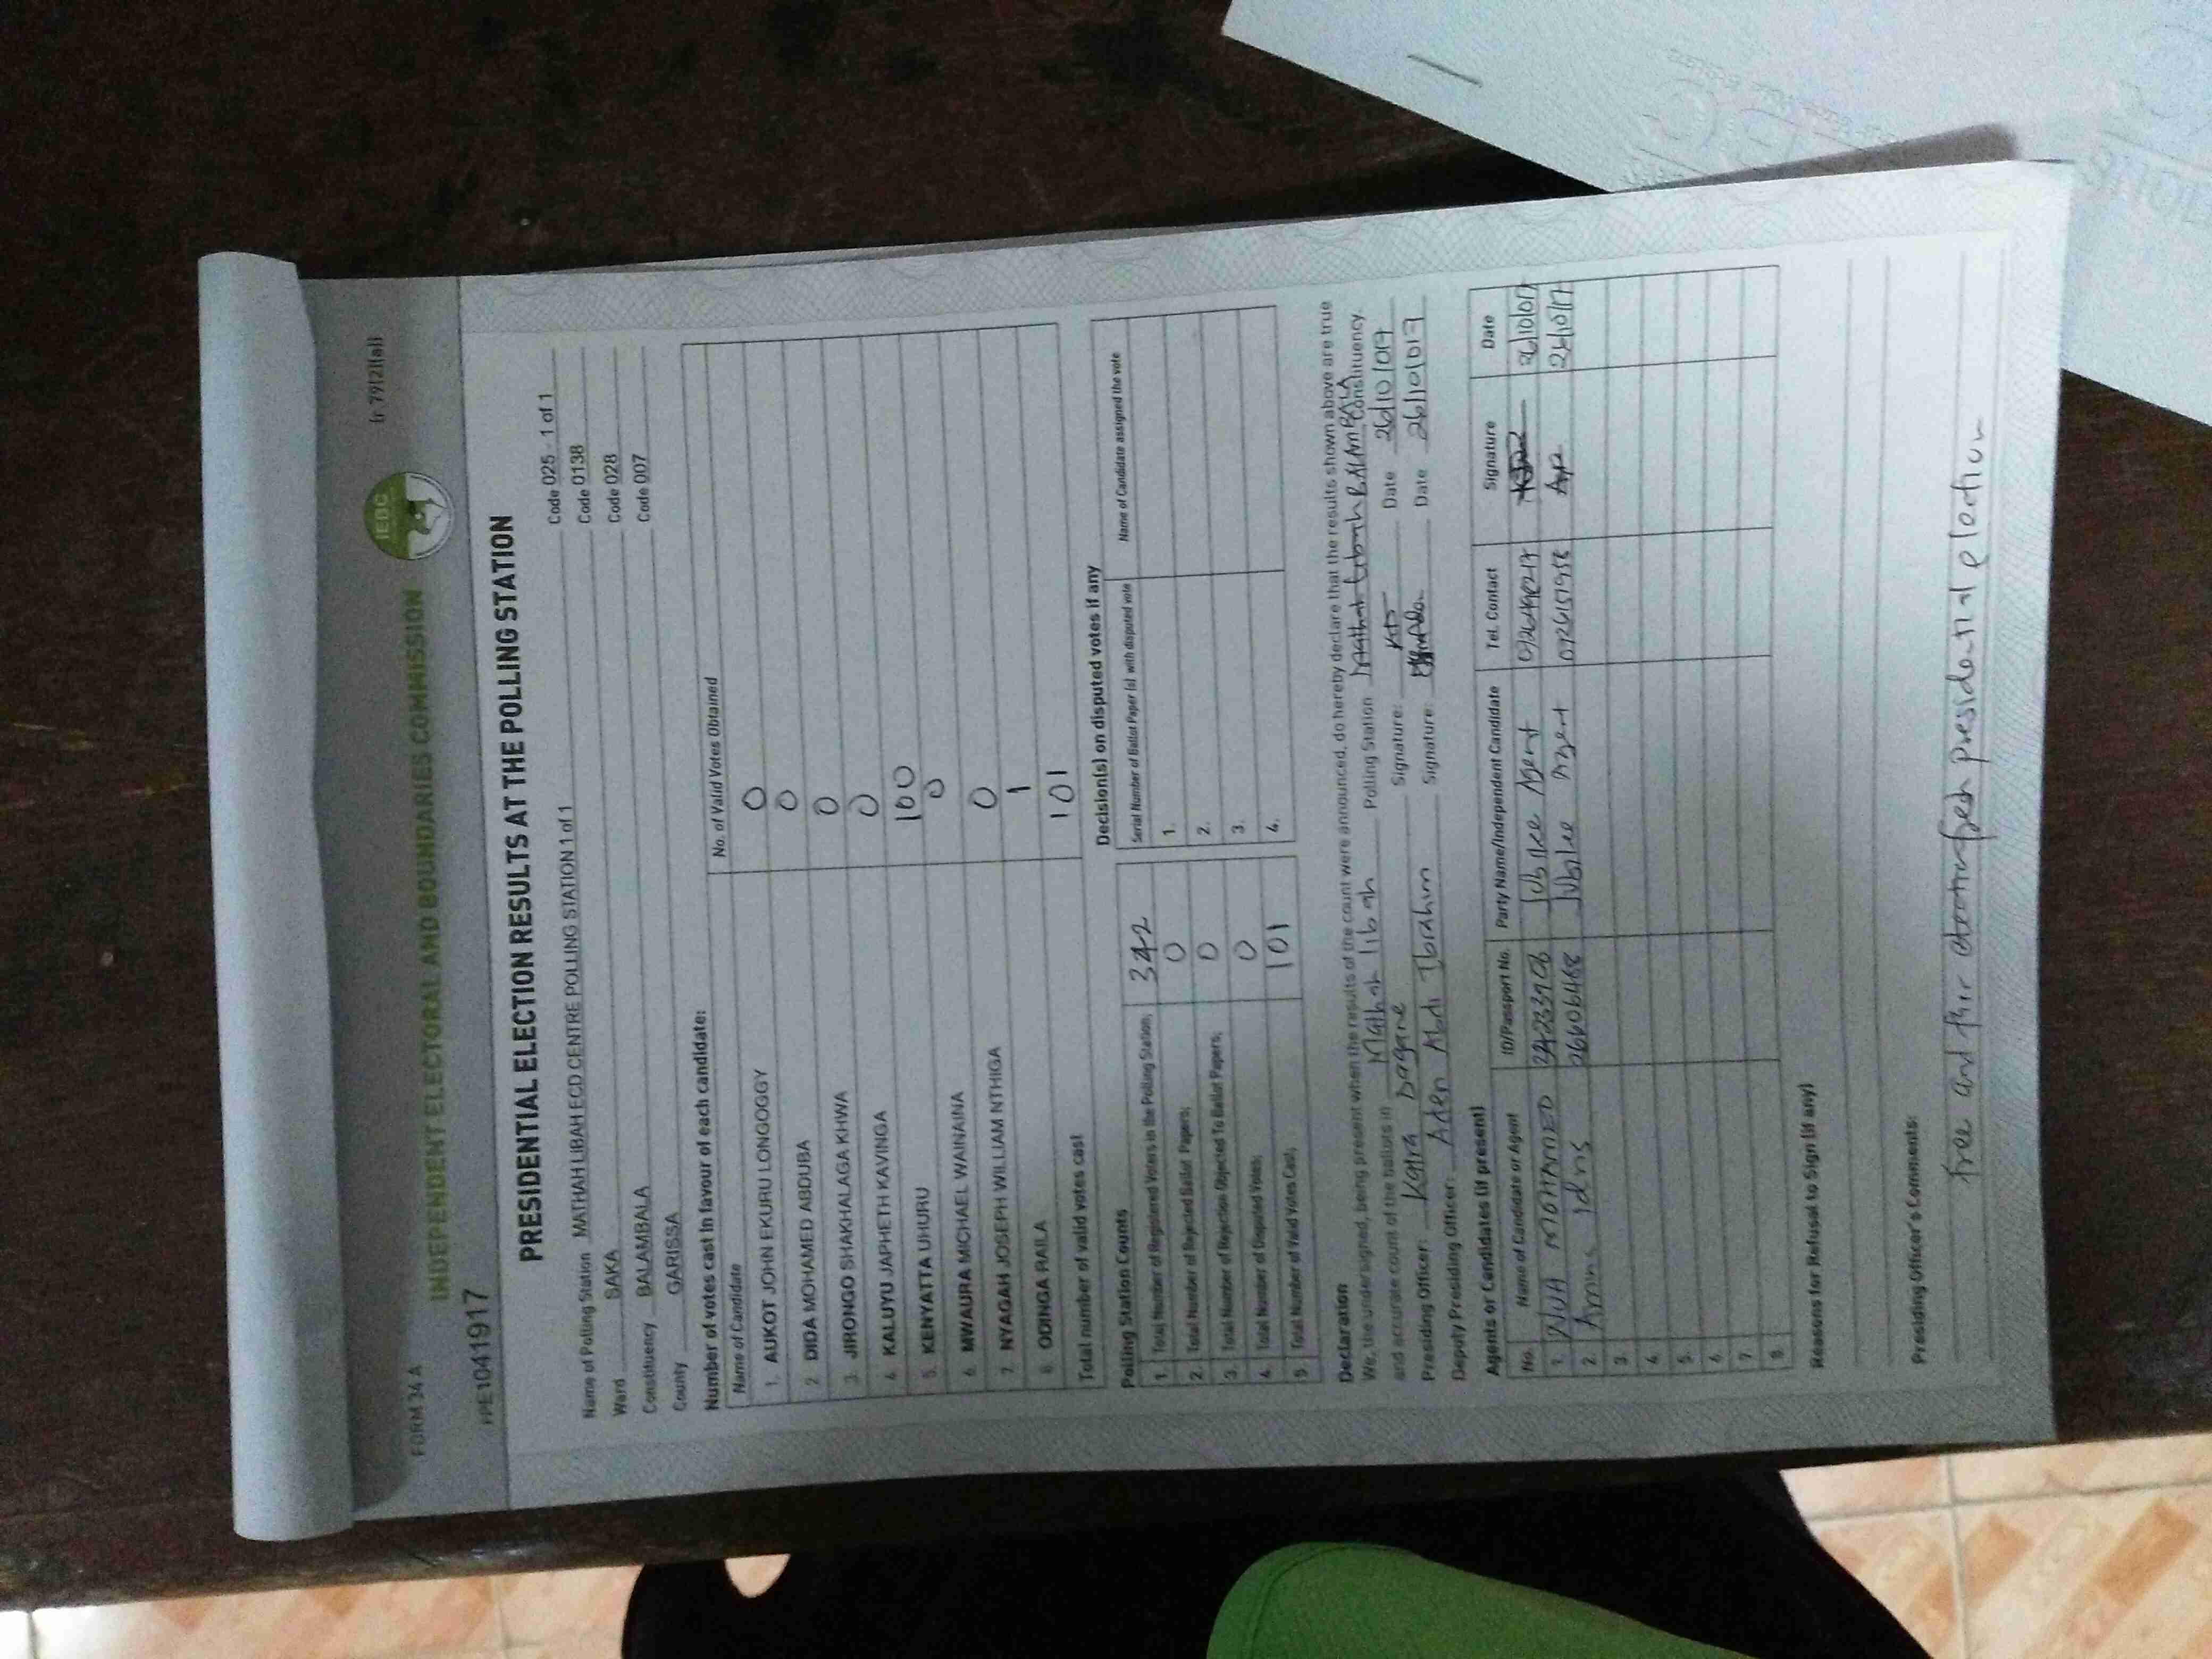 FORM 34 A
(r 79(2)(a))
INDEPENDENT ELECTORAL AND BOUNDARIES COMMISSION
IEBC
FPE1041917
PRESIDENTIAL ELECTION RESULTS AT THE POLLING STATION
Name of Polling Station MATHAH LIBAH ECD CENTRE POLLING STATION 1 of 1 Code 025 - 1 of 1
Ward SAKA Code 0138
Constituency BALAMBALA Code 028
County GARISSA Code 007
Number of votes cast in favour of each candidate:
Name of Candidate No. of Valid Votes Obtained
1. AUKOT JOHN EKURU LONGOGGY 0
2 DIDA MOHAMED ABDUBA 0
3. JIRONGO SHAKHALAGA KHWA 0
4 KALUYU JAPHETH KAVINGA 0
5. KENYATTA UHURU 100
6 MWAURA MICHAEL WAINAINA 0
7 NYAGAH JOSEPH WILLIAM NTHIGA 0
8 ODINGA RAILA 1
Total number of valid votes cast 101
Polling Station Counts
1. Total Number of Registered Voters in the Polling Station; 342
2. Total Number of Rejected Ballot Papers; 0
3. Total Number of Rejection Objected To Ballot Papers; 0
4 Total Number of Disputed Votes; 0
5 Total Number of Valid Votes Cast; 101
Decision(s) on disputed votes if any
Serial Number of Ballot Paper (s) with disputed vote Name of Candidate assigned the vote
1.
2.
3.
4.
Declaration
We, the undersigned, being present when the results of the count were announced, do hereby declare that the results shown above are true
and accurate count of the ballots in Mathah libah Polling Station BALAMBALA Constituency.
Presiding Officer: Katra Dagane Signature: Date 26/10/017
Deputy Presiding Officer: Aden Abdi Ibrahim Signature: Date 26/10/017
Agents or Candidates (if present)
No. Name of Candidate or Agent ID/Passport No. Party Name/Independent Candidate Tel. Contact Signature Date
1. NUH MOHAMED Jubilee Agent 26/10/017
2. Amina Idris 26606468 Jubilee Agent 26/10/17
3
4
5
6
7
8
Reasons for Refusal to Sign (if any)
Presiding Officer's Comments:
free and fair fresh presidential election